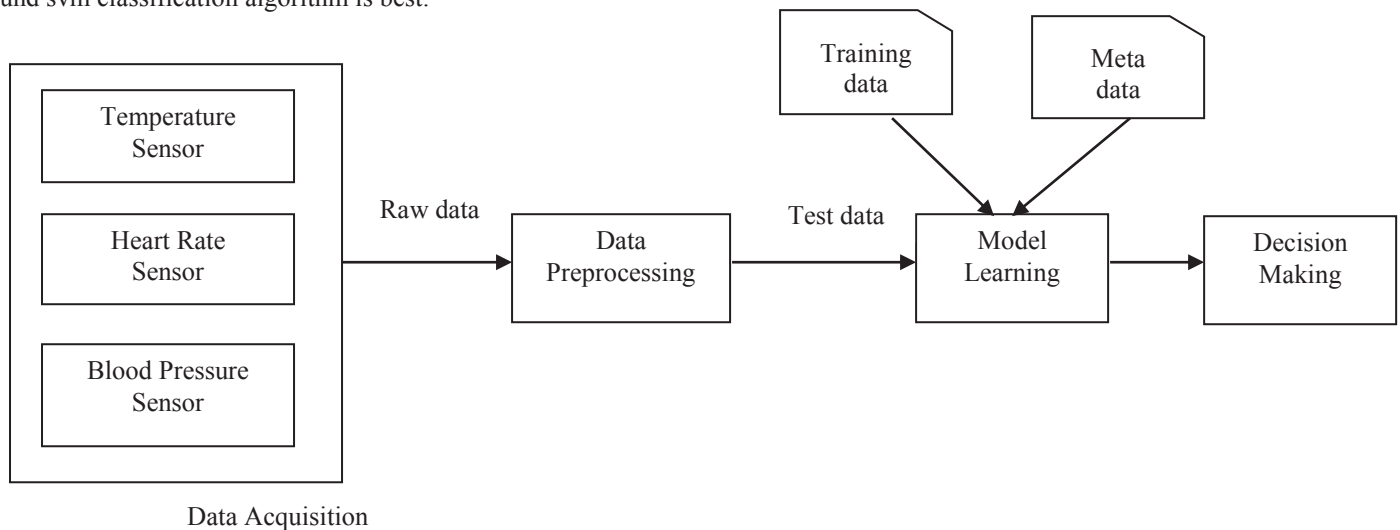 svm classification algorithm is best.
Temperature
Sensor
Heart Rate
Sensor
Blood Pressure
Sensor
Data Acquisition
Raw data
Data
Preprocessing
Test data
Training
data
Meta
data
Model
Learning
Decision
Making